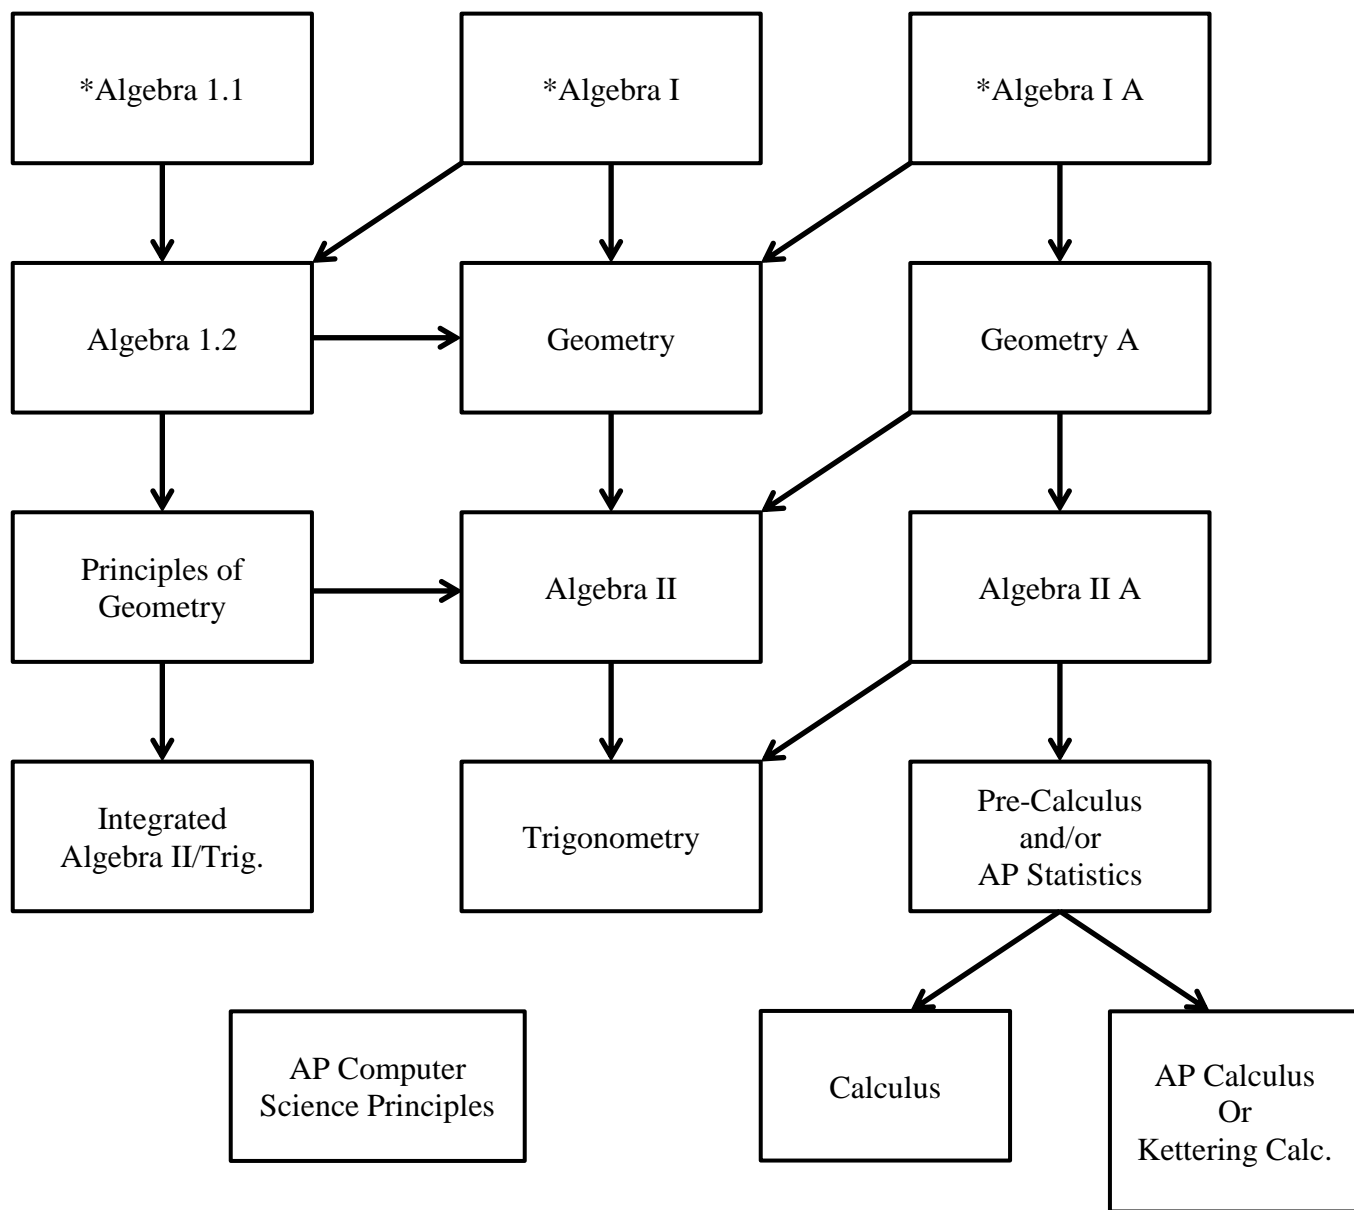 *Algebra 1.1
*Algebra I
*Algebra I A
Algebra 1.2
Geometry
Geometry A
Principles of
Geometry
Algebra II
Algebra II A
Integrated
Algebra II/Trig.
Trigonometry
Pre-Calculus
and/or
AP Statistics
AP Computer
Science Principles
Calculus
AP Calculus
Or
Kettering Calc.